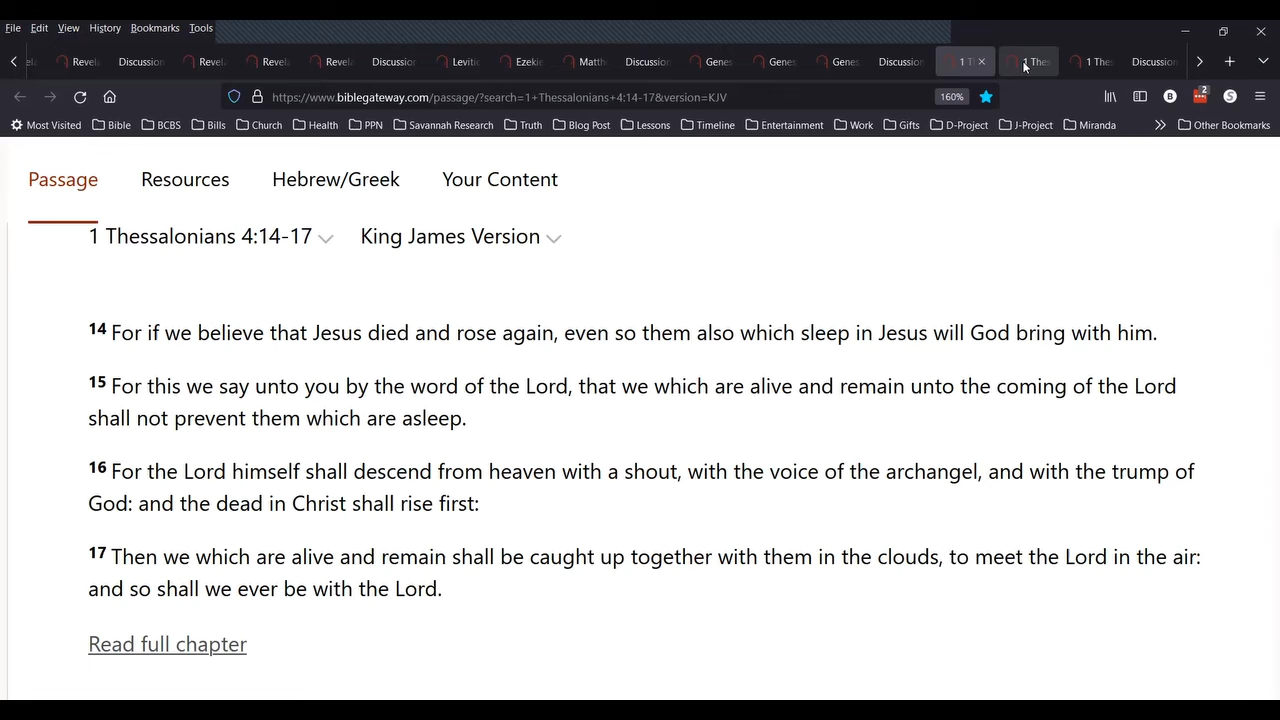 File Edit View History Bookmarks Tools
Revela Discussion Revela Revela Revela Discussion Levitic Ezekie Matth Discussion Genes Genes Genes Discussion 1 T 1 Thes 1 Thes Discussion
https://www.biblegateway.com/passage/?search=1+Thessalonians+4:14-17&version=KJV 160% B 2 S
Most Visited Bible BCBS Bills Church Health PPN Savannah Research Truth Blog Post Lessons Timeline Entertainment Work Gifts D-Project J-Project Miranda Other Bookmarks
Passage Resources Hebrew/Greek Your Content
1 Thessalonians 4:14-17 King James Version
14 For if we believe that Jesus died and rose again, even so them also which sleep in Jesus will God bring with him.
15 For this we say unto you by the word of the Lord, that we which are alive and remain unto the coming of the Lord
shall not prevent them which are asleep.
16 For the Lord himself shall descend from heaven with a shout, with the voice of the archangel, and with the trump of
God: and the dead in Christ shall rise first:
17 Then we which are alive and remain shall be caught up together with them in the clouds, to meet the Lord in the air:
and so shall we ever be with the Lord.
Read full chapter